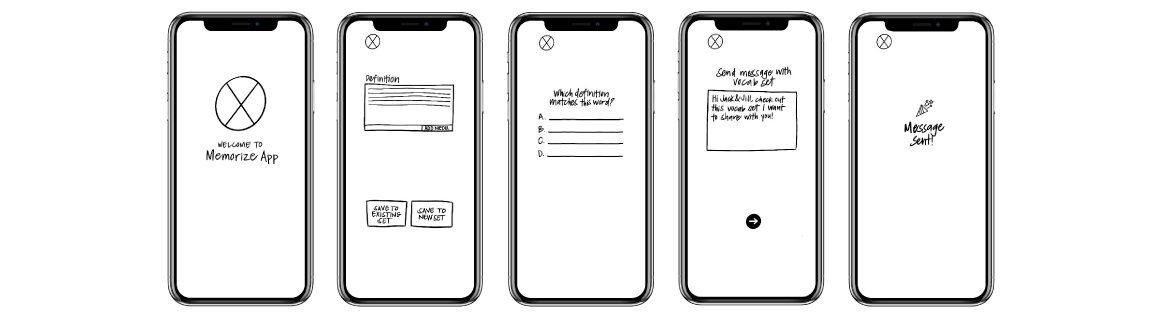 WELCOME TO
Memorize App
Definition
ADD MEDIA
SAVE TO
EXISTING
SET
SAVE TO
NEW SET
Which definition
matches this word?
A.
B.
C.
D.
Send message with
vocab set
Hi Jack&Jill, check out
this vocab set I want
to share with you!
Message
sent!